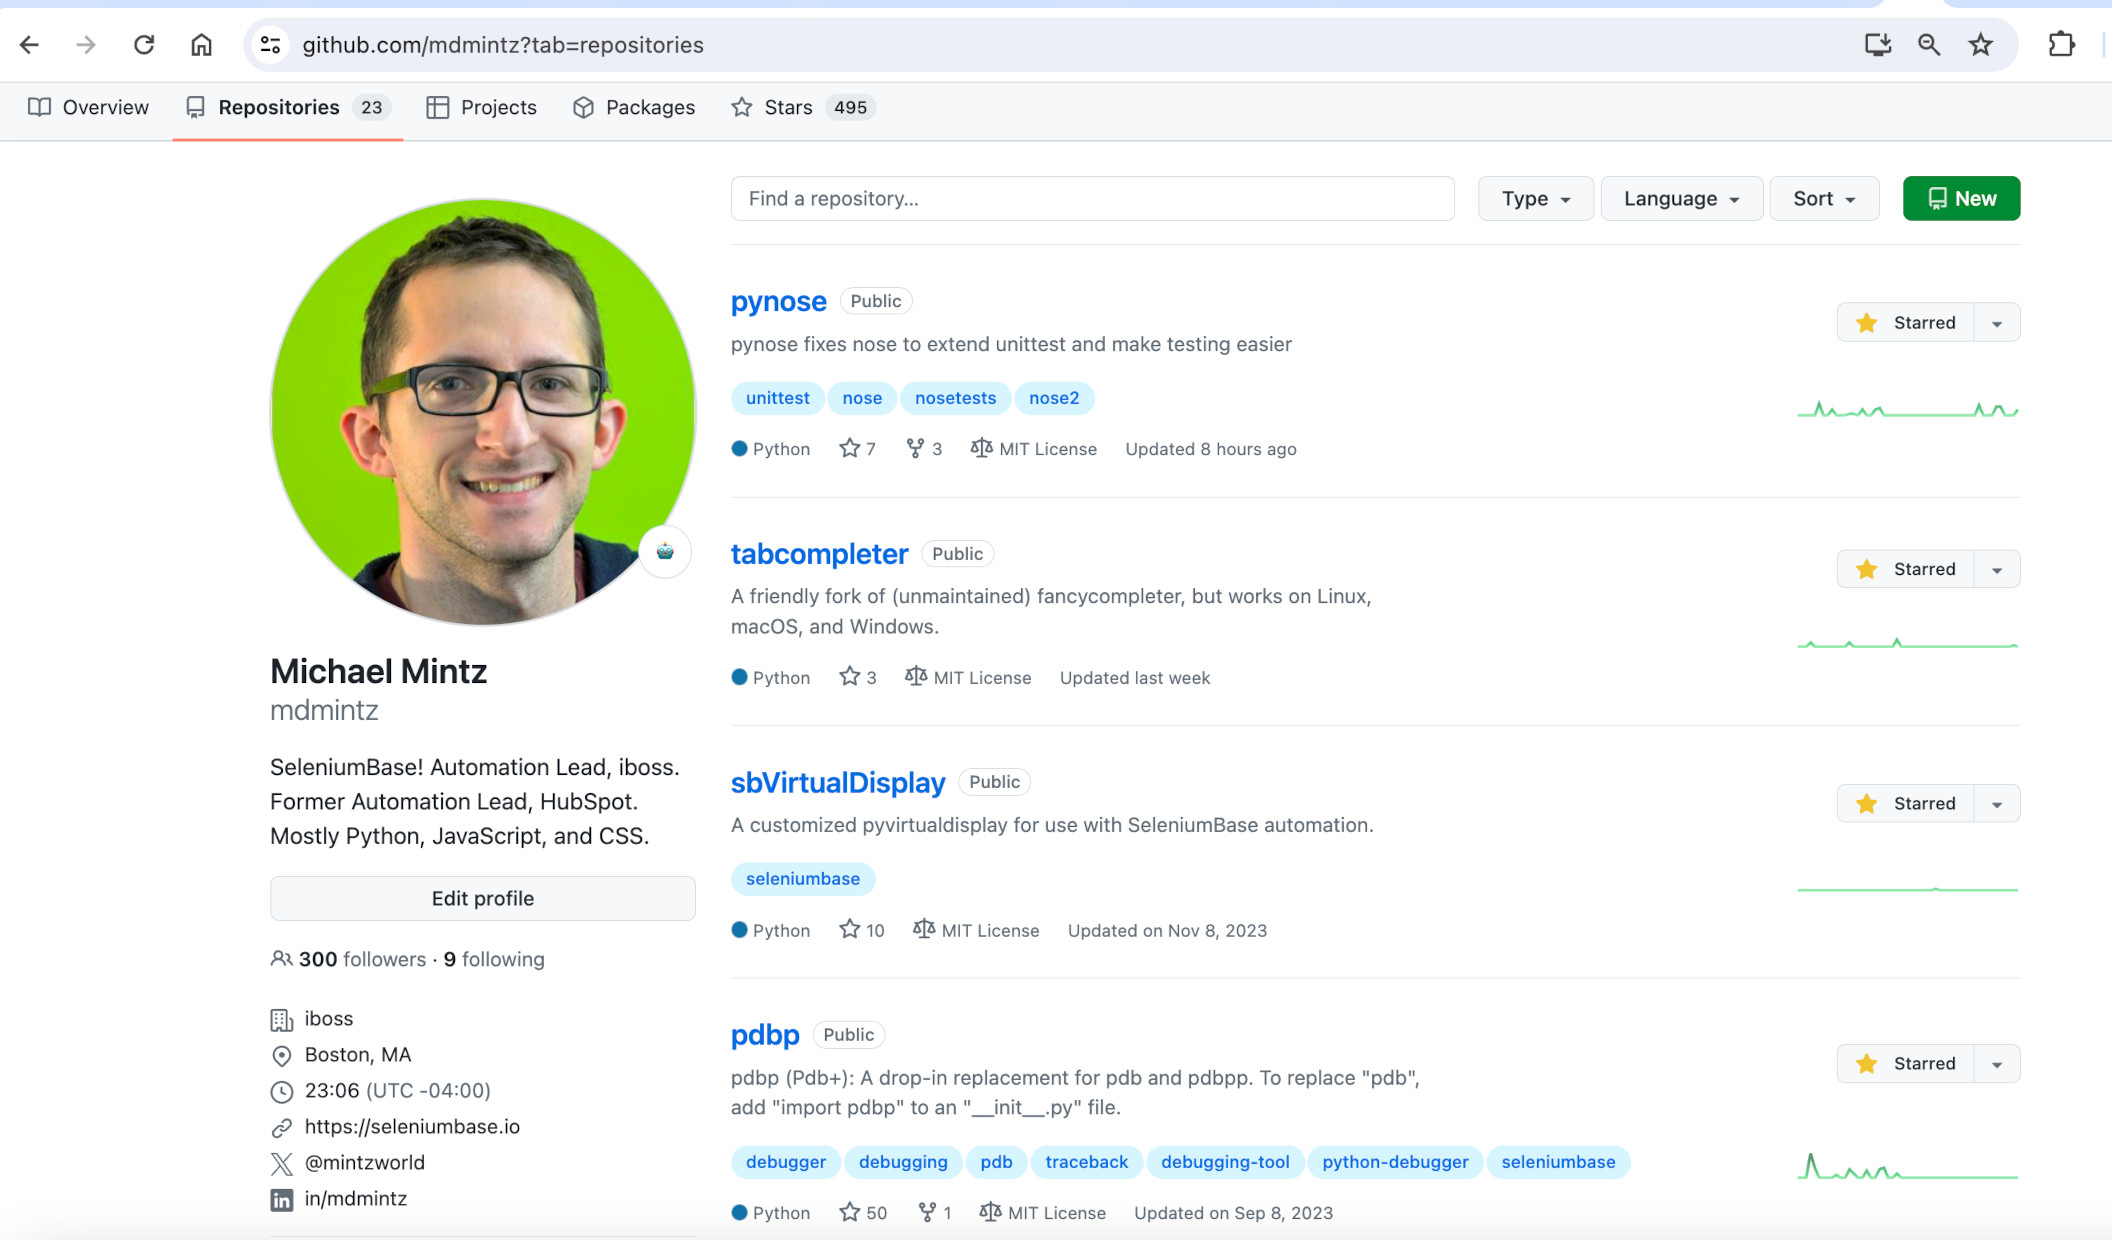 github.com/mdmintz?tab=repositories
Overview
Repositories 23
Projects
Packages
Stars 495
Find a repository...
Type
Language
Sort
New
Michael Mintz
mdmintz
SeleniumBase! Automation Lead, iboss.
Former Automation Lead, HubSpot.
Mostly Python, JavaScript, and CSS.
Edit profile
300 followers · 9 following
iboss
Boston, MA
23:06 (UTC -04:00)
https://seleniumbase.io
@mintzworld
in/mdmintz
pynose Public
Starred
pynose fixes nose to extend unittest and make testing easier
unittest nose nosetests nose2
Python 7 3 MIT License Updated 8 hours ago
tabcompleter Public
Starred
A friendly fork of (unmaintained) fancycompleter, but works on Linux,
macOS, and Windows.
Python 3 MIT License Updated last week
sbVirtualDisplay Public
Starred
A customized pyvirtualdisplay for use with SeleniumBase automation.
seleniumbase
Python 10 MIT License Updated on Nov 8, 2023
pdbp Public
Starred
pdbp (Pdb+): A drop-in replacement for pdb and pdbpp. To replace "pdb",
add "import pdbp" to an "__init__.py" file.
debugger debugging pdb traceback debugging-tool python-debugger seleniumbase
Python 50 1 MIT License Updated on Sep 8, 2023